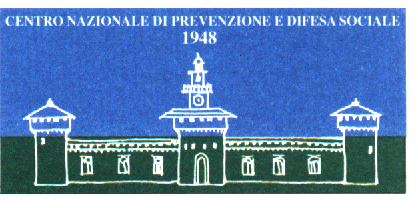 CENTRO NAZIONALE DI PREVENZIONE E DIFESA SOCIALE
1948